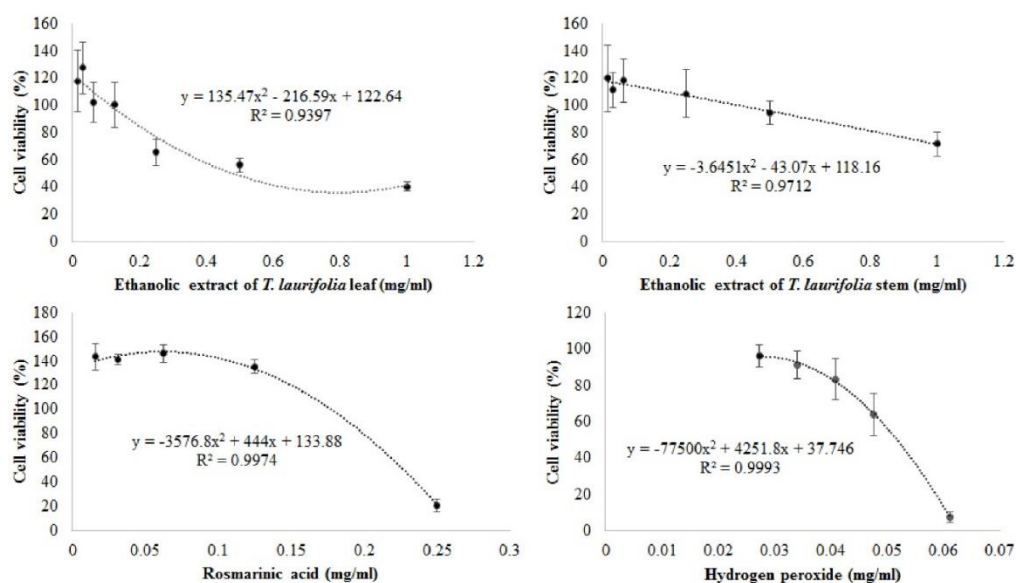 160
140
120
100
80
60
40
20
0
Cell viability (%)
y = 135.47x² - 216.59x + 122.64
R² = 0.9397
0 0.2 0.4 0.6 0.8 1 1.2
Ethanolic extract of T. laurifolia leaf (mg/ml)
160
140
120
100
80
60
40
20
0
Cell viability (%)
y = -3.6451x² - 43.07x + 118.16
R² = 0.9712
0 0.2 0.4 0.6 0.8 1 1.2
Ethanolic extract of T. laurifolia stem (mg/ml)
180
160
140
120
100
80
60
40
20
0
Cell viability (%)
y = -3576.8x² + 444x + 133.88
R² = 0.9974
0 0.05 0.1 0.15 0.2 0.25 0.3
Rosmarinic acid (mg/ml)
120
100
80
60
40
20
0
Cell viability (%)
y = -77500x² + 4251.8x + 37.746
R² = 0.9993
0 0.01 0.02 0.03 0.04 0.05 0.06 0.07
Hydrogen peroxide (mg/ml)